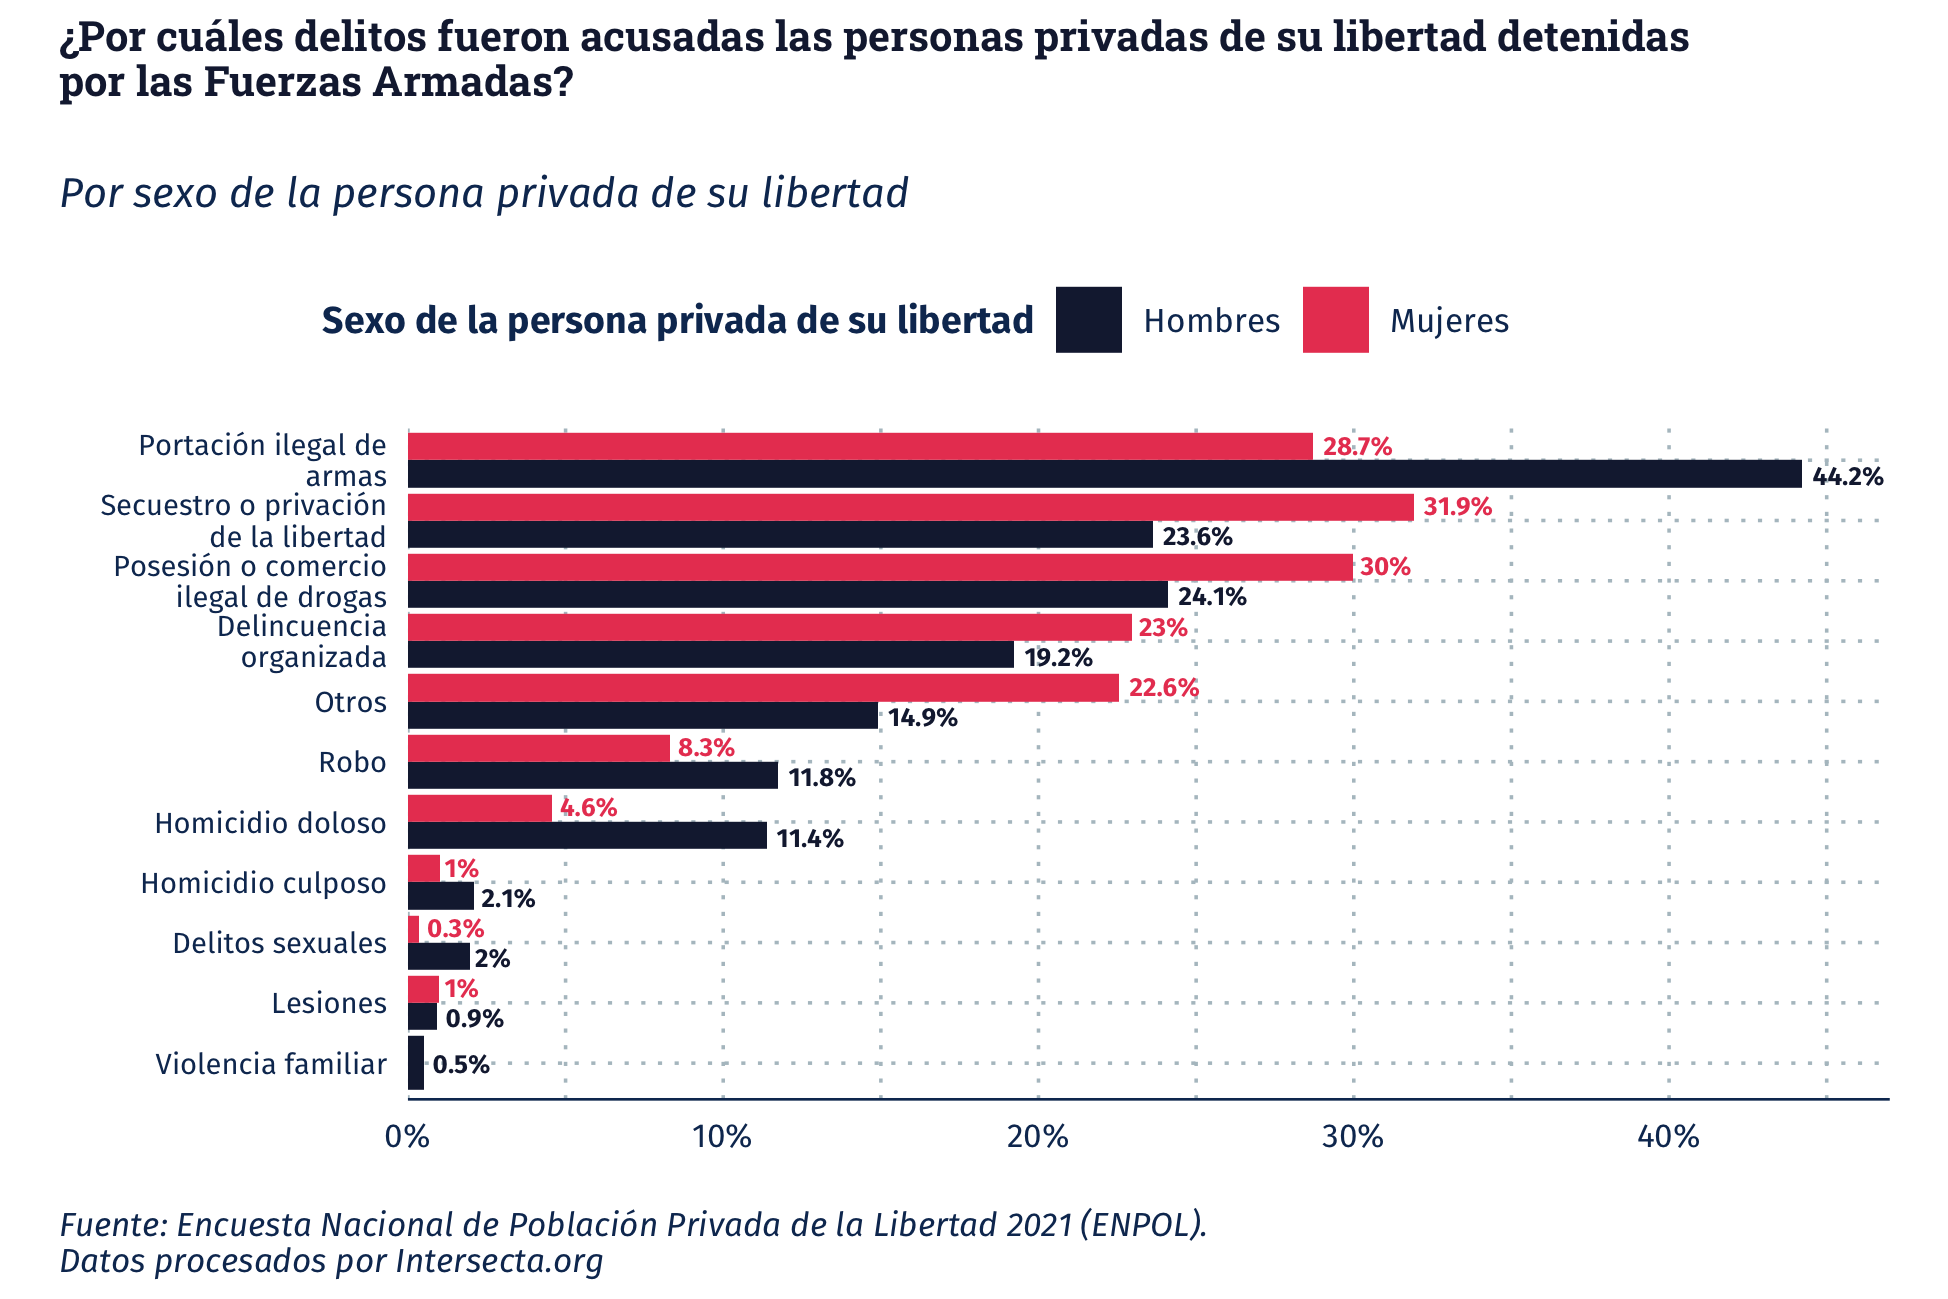 ¿Por cuáles delitos fueron acusadas las personas privadas de su libertad detenidas
por las Fuerzas Armadas?
Por sexo de la persona privada de su libertad
Sexo de la persona privada de su libertad
Hombres
Mujeres
Portación ilegal de
armas
28.7%
44.2%
Secuestro o privación
de la libertad
31.9%
23.6%
Posesión o comercio
ilegal de drogas
30%
24.1%
Delincuencia
organizada
23%
19.2%
Otros
22.6%
14.9%
Robo
8.3%
11.8%
Homicidio doloso
4.6%
11.4%
Homicidio culposo
1%
2.1%
Delitos sexuales
0.3%
2%
Lesiones
1%
0.9%
Violencia familiar
0.5%
0%
10%
20%
30%
40%
Fuente: Encuesta Nacional de Población Privada de la Libertad 2021 (ENPOL).
Datos procesados por Intersecta.org